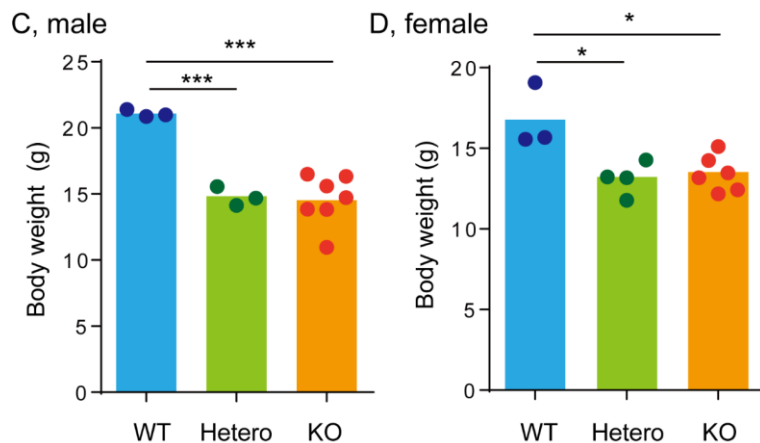 C, male
***
***
Body weight (g)
25
20
15
10
5
0
WT Hetero KO
D, female
*
*
Body weight (g)
20
15
10
5
0
WT Hetero KO